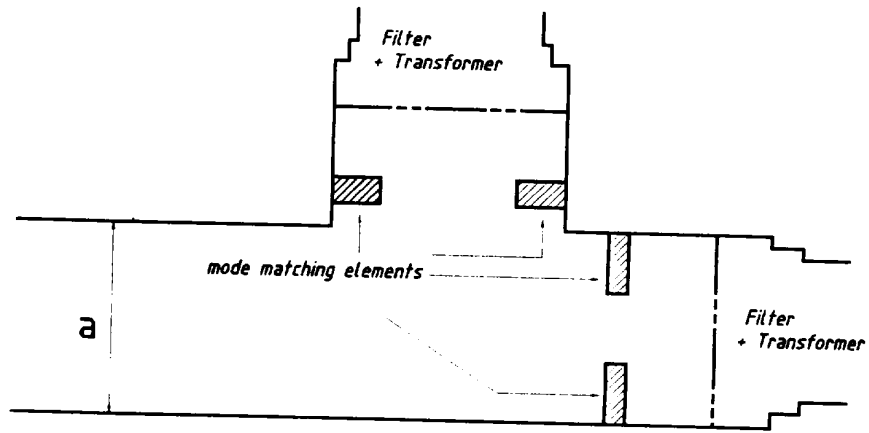 Filter
+ Transformer
mode matching elements
a
Filter
+ Transformer